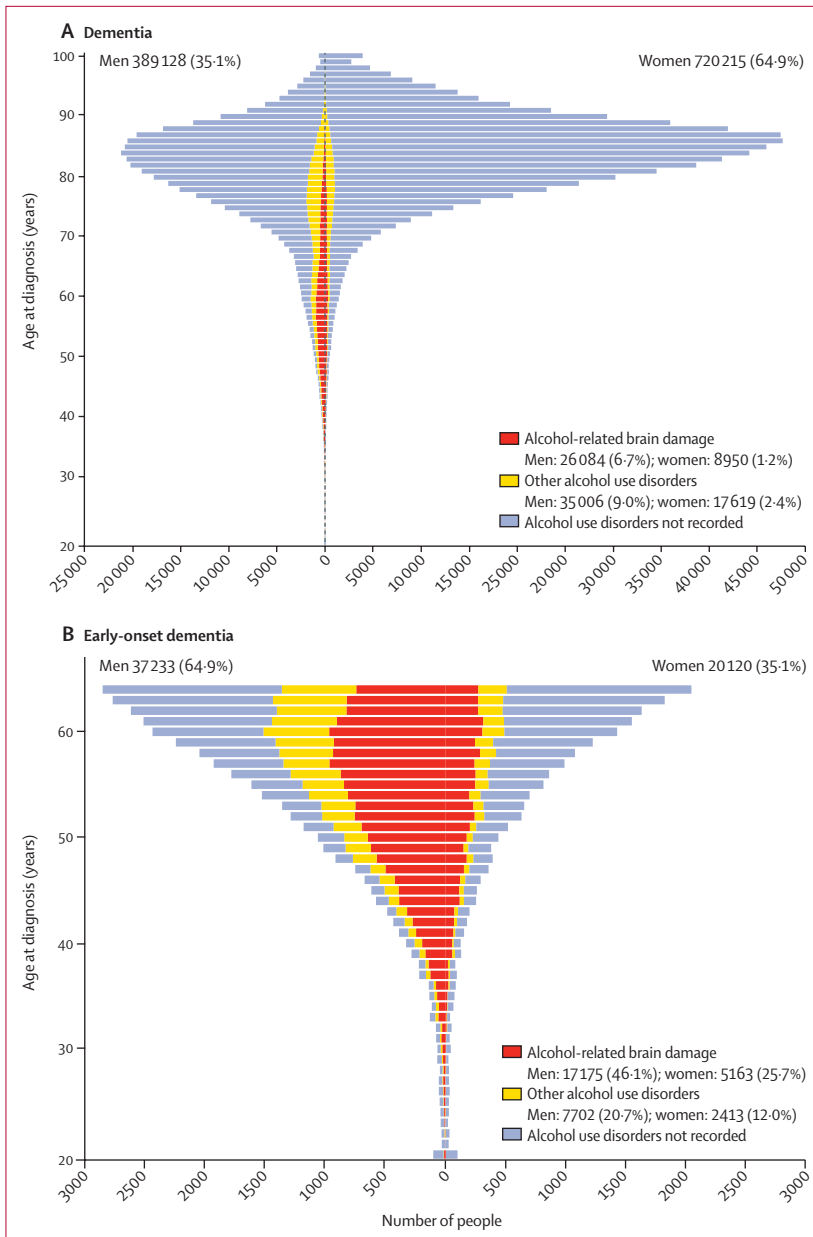 A Dementia
Men 389 128 (35·1%)
Women 720 215 (64·9%)
100
90
80
70
60
50
40
30
20
Age at diagnosis (years)
Alcohol-related brain damage
Men: 26 084 (6·7%); women: 8950 (1·2%)
Other alcohol use disorders
Men: 35 006 (9·0%); women: 17 619 (2·4%)
Alcohol use disorders not recorded
25 000
20 000
15 000
10 000
5000
0
5000
10 000
15 000
20 000
25 000
30 000
35 000
40 000
45 000
50 000
B Early-onset dementia
Men 37 233 (64·9%)
Women 20 120 (35·1%)
60
50
40
30
20
Age at diagnosis (years)
Alcohol-related brain damage
Men: 17 175 (46·1%); women: 5163 (25·7%)
Other alcohol use disorders
Men: 7702 (20·7%); women: 2413 (12·0%)
Alcohol use disorders not recorded
3000
2500
2000
1500
1000
500
0
500
1000
1500
2000
2500
3000
Number of people